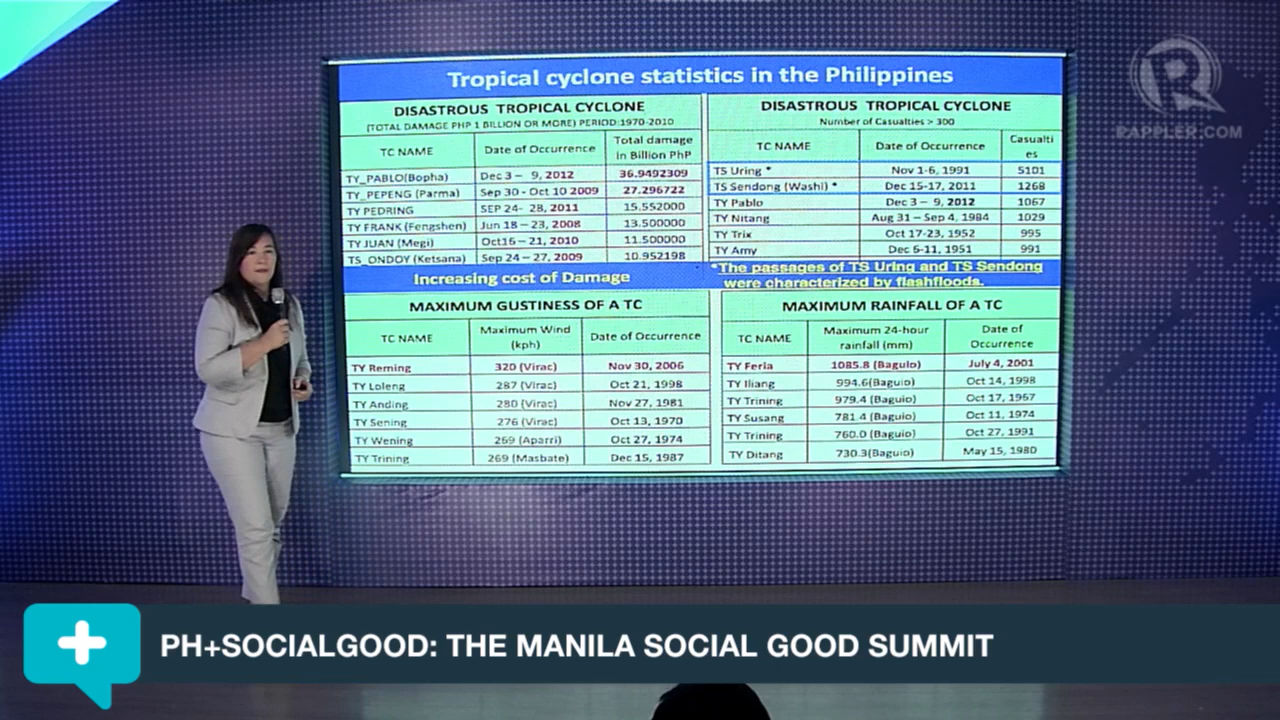 Tropical cyclone statistics in the Philippines
DISASTROUS TROPICAL CYCLONE
(TOTAL DAMAGE PHP 1 BILLION OR MORE) PERIOD:1970-2010
TC NAME Date of Occurrence Total damage in Billion PhP
TY_PABLO(Bopha) Dec 3 – 9, 2012 36.9492309
TY_PEPENG (Parma) Sep 30 - Oct 10 2009 27.296722
TY PEDRING SEP 24- 28, 2011 15.552000
TY FRANK (Fengshen) Jun 18 – 23, 2008 13.500000
TY JUAN (Megi) Oct16 – 21, 2010 11.500000
TS_ONDOY (Ketsana) Sep 24 – 27, 2009 10.952198
Increasing cost of Damage
DISASTROUS TROPICAL CYCLONE
Number of Casualties > 300
TC NAME Date of Occurrence Casualti es
TS Uring * Nov 1-6, 1991 5101
TS Sendong (Washi) * Dec 15-17, 2011 1268
TY Pablo Dec 3 – 9, 2012 1067
TY Nitang Aug 31 – Sep 4, 1984 1029
TY Trix Oct 17-23, 1952 995
TY Amy Dec 6-11, 1951 991
*The passages of TS Uring and TS Sendong
were characterized by flashfloods.
MAXIMUM GUSTINESS OF A TC
TC NAME Maximum Wind (kph) Date of Occurrence
TY Reming 320 (Virac) Nov 30, 2006
TY Loleng 287 (Virac) Oct 21, 1998
TY Anding 280 (Virac) Nov 27, 1981
TY Sening 276 (Virac) Oct 13, 1970
TY Wening 269 (Aparri) Oct 27, 1974
TY Trining 269 (Masbate) Dec 15, 1987
MAXIMUM RAINFALL OF A TC
TC NAME Maximum 24-hour rainfall (mm) Date of Occurrence
TY Feria 1085.8 (Baguio) July 4, 2001
TY Iliang 994.6(Baguio) Oct 14, 1998
TY Trining 979.4 (Baguio) Oct 17, 1967
TY Susang 781.4 (Baguio) Oct 11, 1974
TY Trining 760.0 (Baguio) Oct 27, 1991
TY Ditang 730.3(Baguio) May 15, 1980
RAPPLER.COM
PH+SOCIALGOOD: THE MANILA SOCIAL GOOD SUMMIT